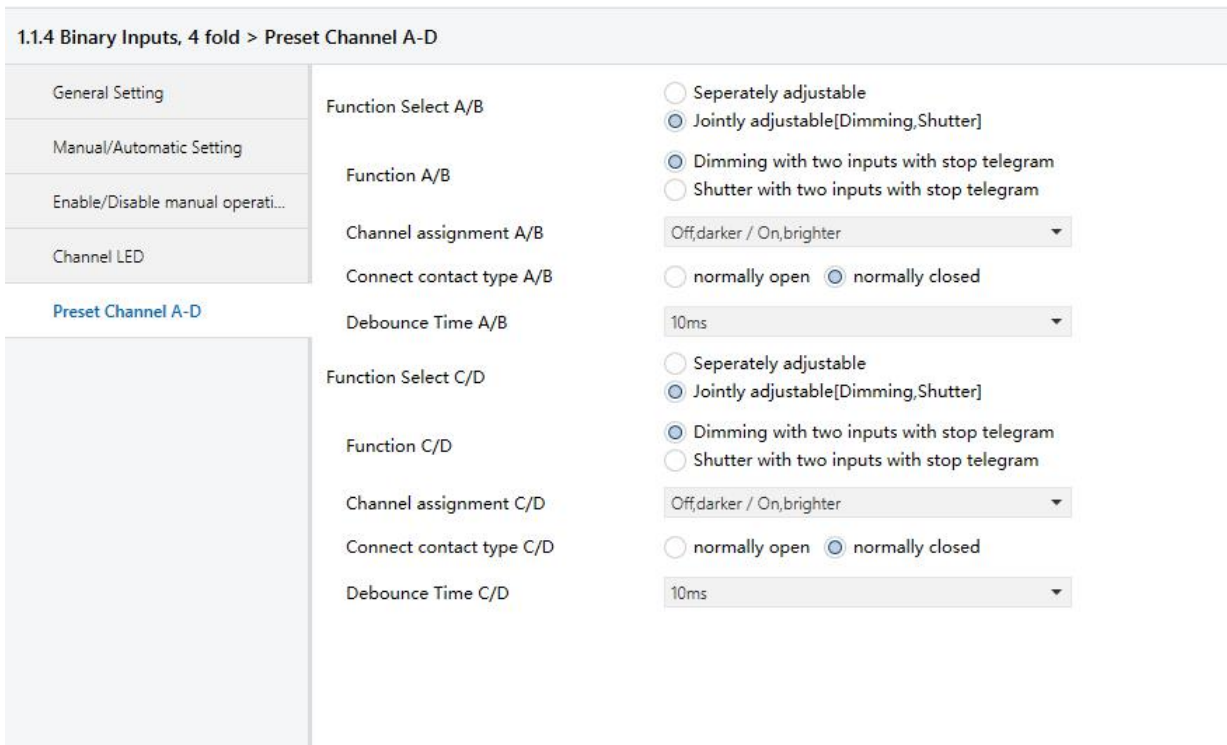 1.1.4 Binary Inputs, 4 fold > Preset Channel A-D
General Setting
Manual/Automatic Setting
Enable/Disable manual operati...
Channel LED
Preset Channel A-D
Function Select A/B
Seperately adjustable
Jointly adjustable[Dimming,Shutter]
Function A/B
Dimming with two inputs with stop telegram
Shutter with two inputs with stop telegram
Channel assignment A/B
Off,darker / On,brighter
Connect contact type A/B
normally open normally closed
Debounce Time A/B
10ms
Function Select C/D
Seperately adjustable
Jointly adjustable[Dimming,Shutter]
Function C/D
Dimming with two inputs with stop telegram
Shutter with two inputs with stop telegram
Channel assignment C/D
Off,darker / On,brighter
Connect contact type C/D
normally open normally closed
Debounce Time C/D
10ms